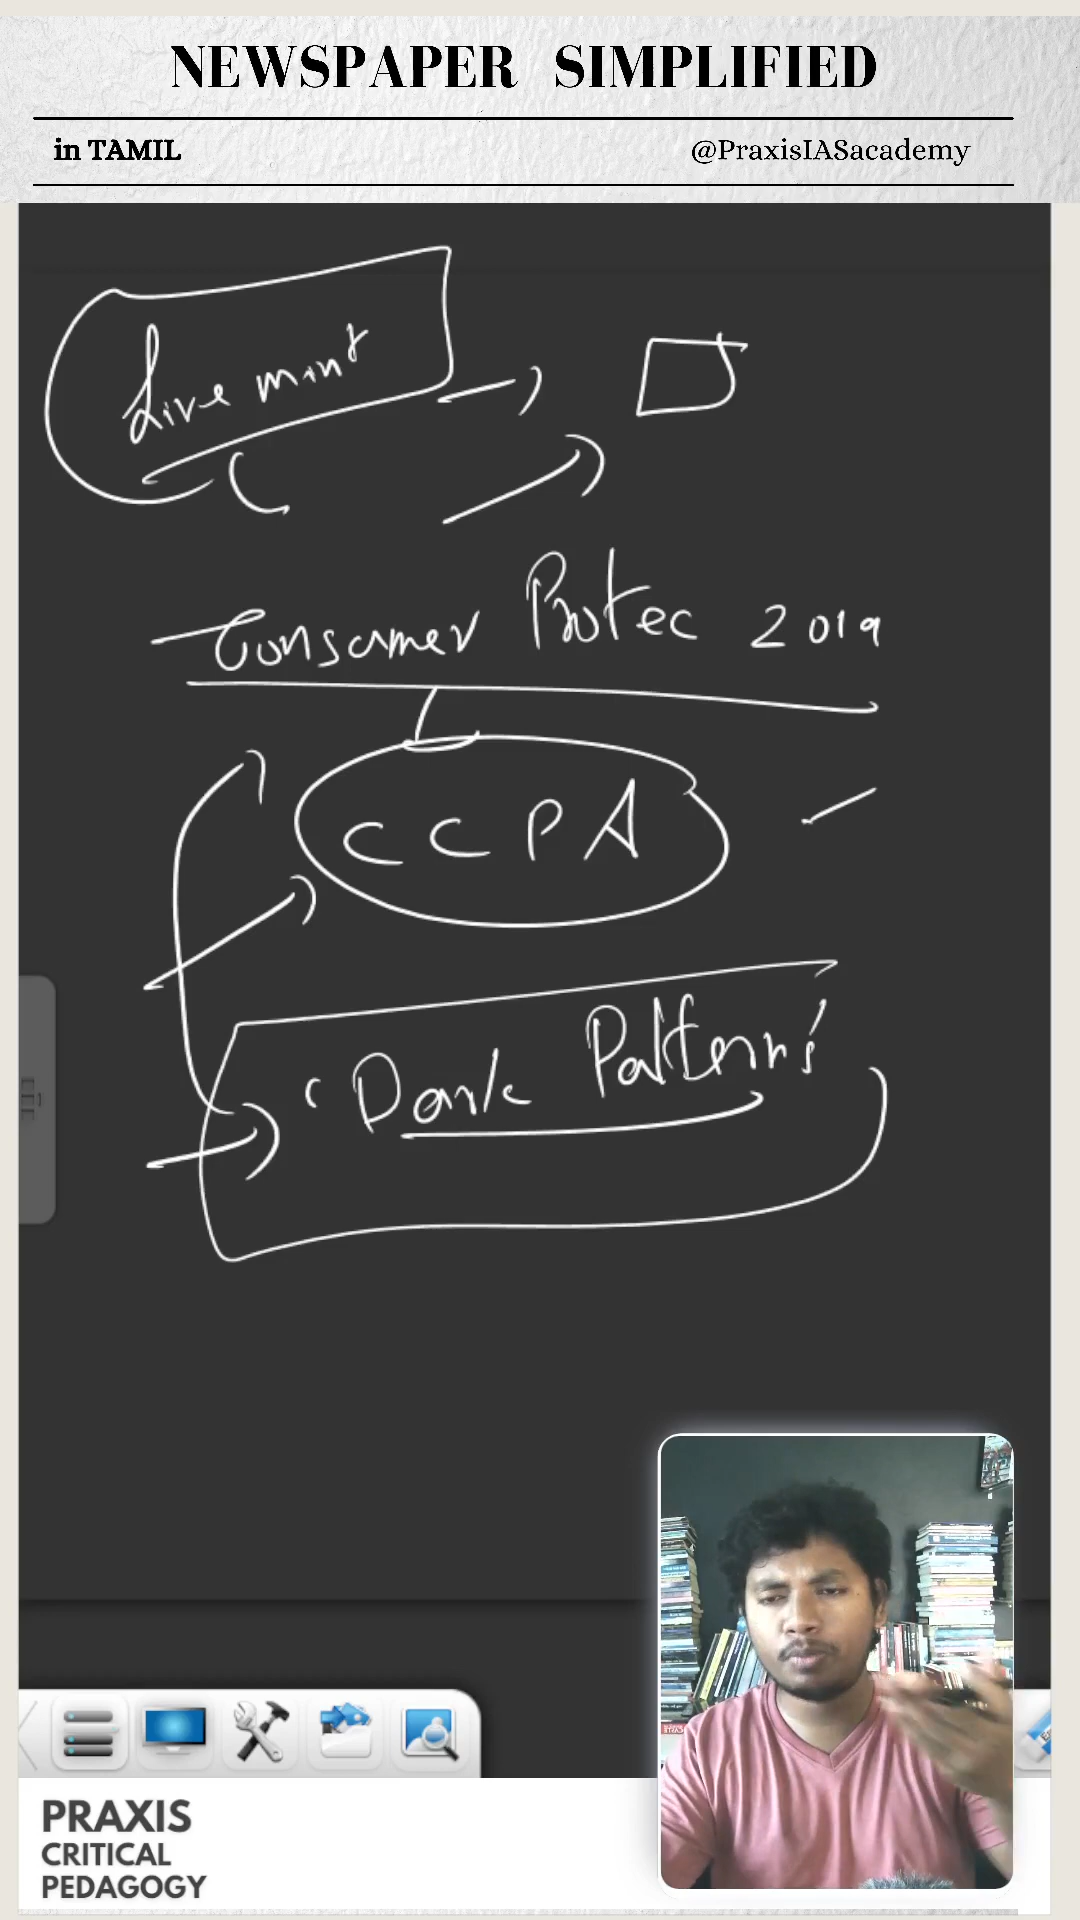 NEWSPAPER SIMPLIFIED
in TAMIL
@PraxisIASacademy
Live mint
Consumer Protec 2019
CCPA
'Dark Patterns'
PRAXIS
CRITICAL
PEDAGOGY